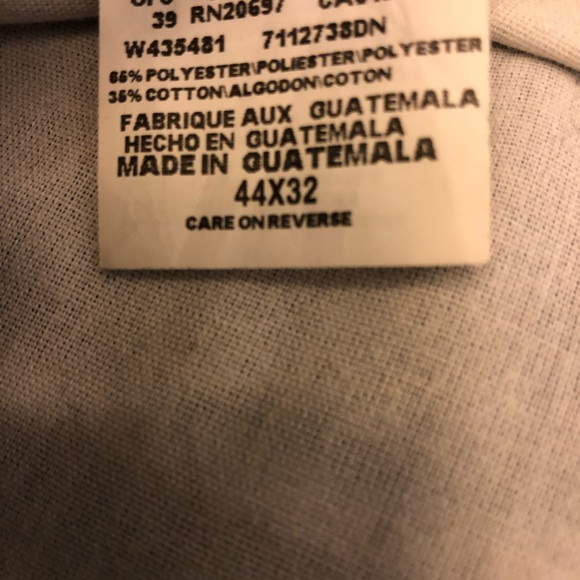 39 RN20697
W435481 7112738DN
65% POLYESTER\POLIESTER\POLYESTER
35% COTTON\ALGODON\COTON
FABRIQUE AUX GUATEMALA
HECHO EN GUATEMALA
MADE IN GUATEMALA
44X32
CARE ON REVERSE